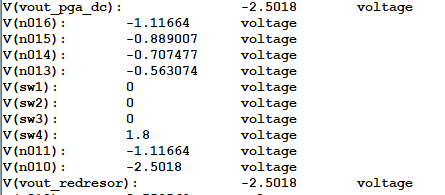 V(vout_pga_dc): -2.5018 voltage
V(n016): -1.11664 voltage
V(n015): -0.889007 voltage
V(n014): -0.707477 voltage
V(n013): -0.563074 voltage
V(sw1): 0 voltage
V(sw2): 0 voltage
V(sw3): 0 voltage
V(sw4): 1.8 voltage
V(n011): -1.11664 voltage
V(n010): -2.5018 voltage
V(vout_redresor): -2.5018 voltage